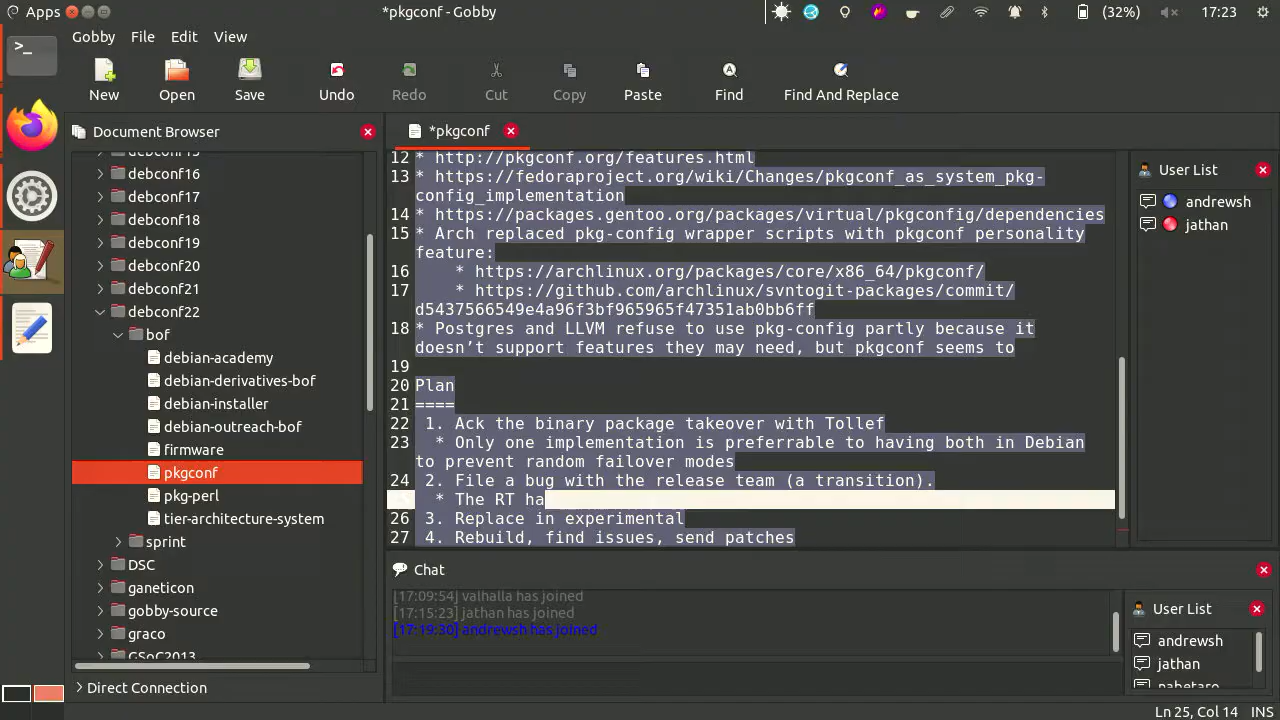 Apps
*pkgconf - Gobby
(32%)
17:23
Gobby File Edit View
New Open Save Undo Redo Cut Copy Paste Find Find And Replace
Document Browser
debconf15
debconf16
debconf17
debconf18
debconf19
debconf20
debconf21
debconf22
bof
debian-academy
debian-derivatives-bof
debian-installer
debian-outreach-bof
firmware
pkgconf
pkg-perl
tier-architecture-system
sprint
DSC
ganeticon
gobby-source
graco
GSoC2013
Direct Connection
*pkgconf
12 * http://pkgconf.org/features.html
13 * https://fedoraproject.org/wiki/Changes/pkgconf_as_system_pkg-
config_implementation
14 * https://packages.gentoo.org/packages/virtual/pkgconfig/dependencies
15 * Arch replaced pkg-config wrapper scripts with pkgconf personality
feature:
16 * https://archlinux.org/packages/core/x86_64/pkgconf/
17 * https://github.com/archlinux/svntogit-packages/commit/
d5437566549e4a96f3bf965965f47351ab0bb6ff
18 * Postgres and LLVM refuse to use pkg-config partly because it
doesn’t support features they may need, but pkgconf seems to
19
20 Plan
21 ====
22 1. Ack the binary package takeover with Tollef
23 * Only one implementation is preferrable to having both in Debian
to prevent random failover modes
24 2. File a bug with the release team (a transition).
* The RT ha
26 3. Replace in experimental
27 4. Rebuild, find issues, send patches
User List
andrewsh
jathan
Chat
[17:09:54] valhalla has joined
[17:15:23] jathan has joined
[17:19:30] andrewsh has joined
User List
andrewsh
jathan
nabetaro
Ln 25, Col 14 INS